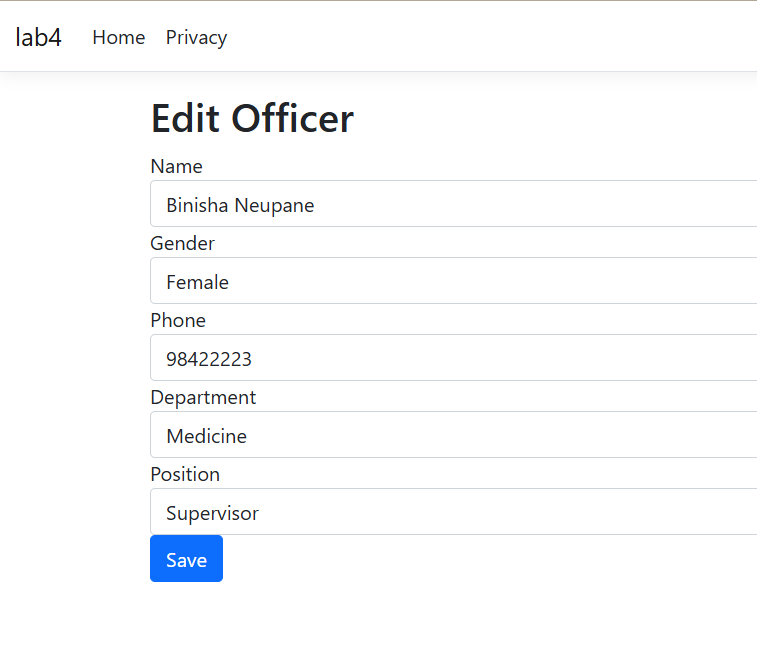 lab4 Home Privacy
Edit Officer
Name
Binisha Neupane
Gender
Female
Phone
98422223
Department
Medicine
Position
Supervisor
Save